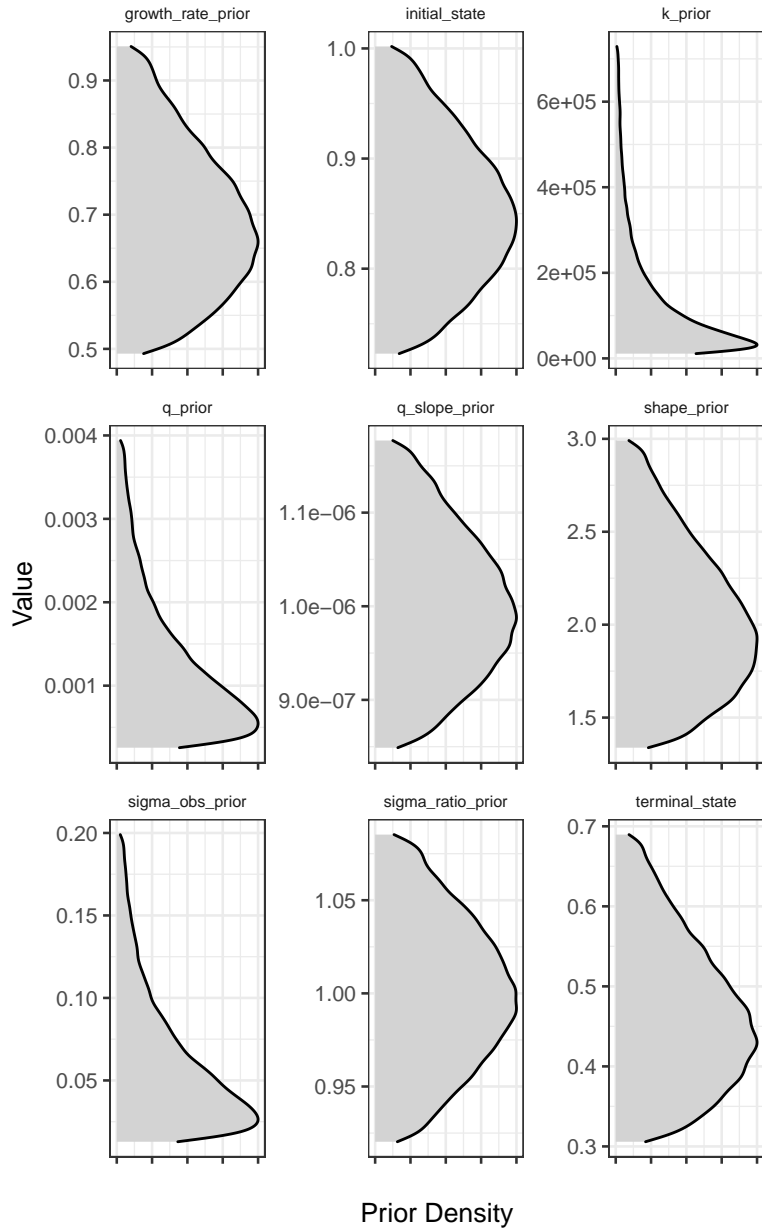 growth_rate_prior
initial_state
k_prior
0.9
0.8
0.7
0.6
0.5
1.0
0.9
0.8
6e+05
4e+05
2e+05
0e+00
q_prior
q_slope_prior
shape_prior
0.004
0.003
0.002
0.001
1.1e−06
1.0e−06
9.0e−07
3.0
2.5
2.0
1.5
Value
sigma_obs_prior
sigma_ratio_prior
terminal_state
0.20
0.15
0.10
0.05
1.05
1.00
0.95
0.7
0.6
0.5
0.4
0.3
Prior Density